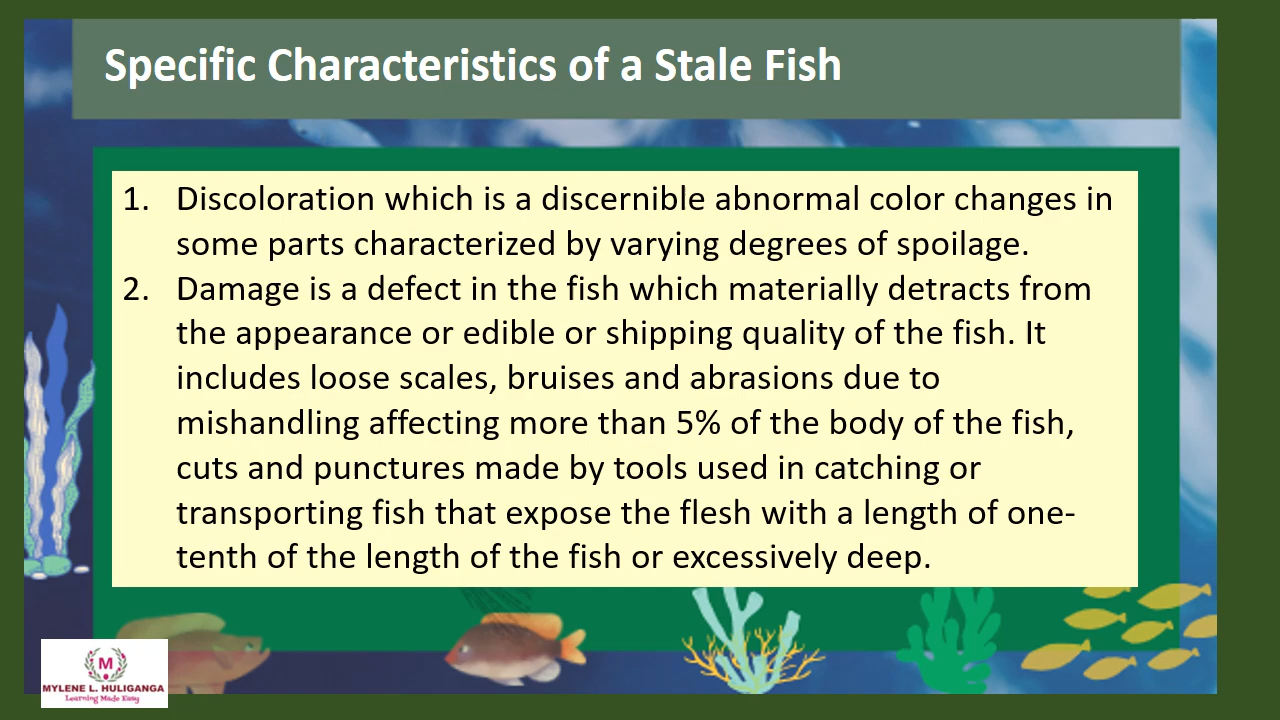 Specific Characteristics of a Stale Fish
1. Discoloration which is a discernible abnormal color changes in
some parts characterized by varying degrees of spoilage.
2. Damage is a defect in the fish which materially detracts from
the appearance or edible or shipping quality of the fish. It
includes loose scales, bruises and abrasions due to
mishandling affecting more than 5% of the body of the fish,
cuts and punctures made by tools used in catching or
transporting fish that expose the flesh with a length of one-
tenth of the length of the fish or excessively deep.
M
MYLENE L. HULIGANGA
Learning Made Easy